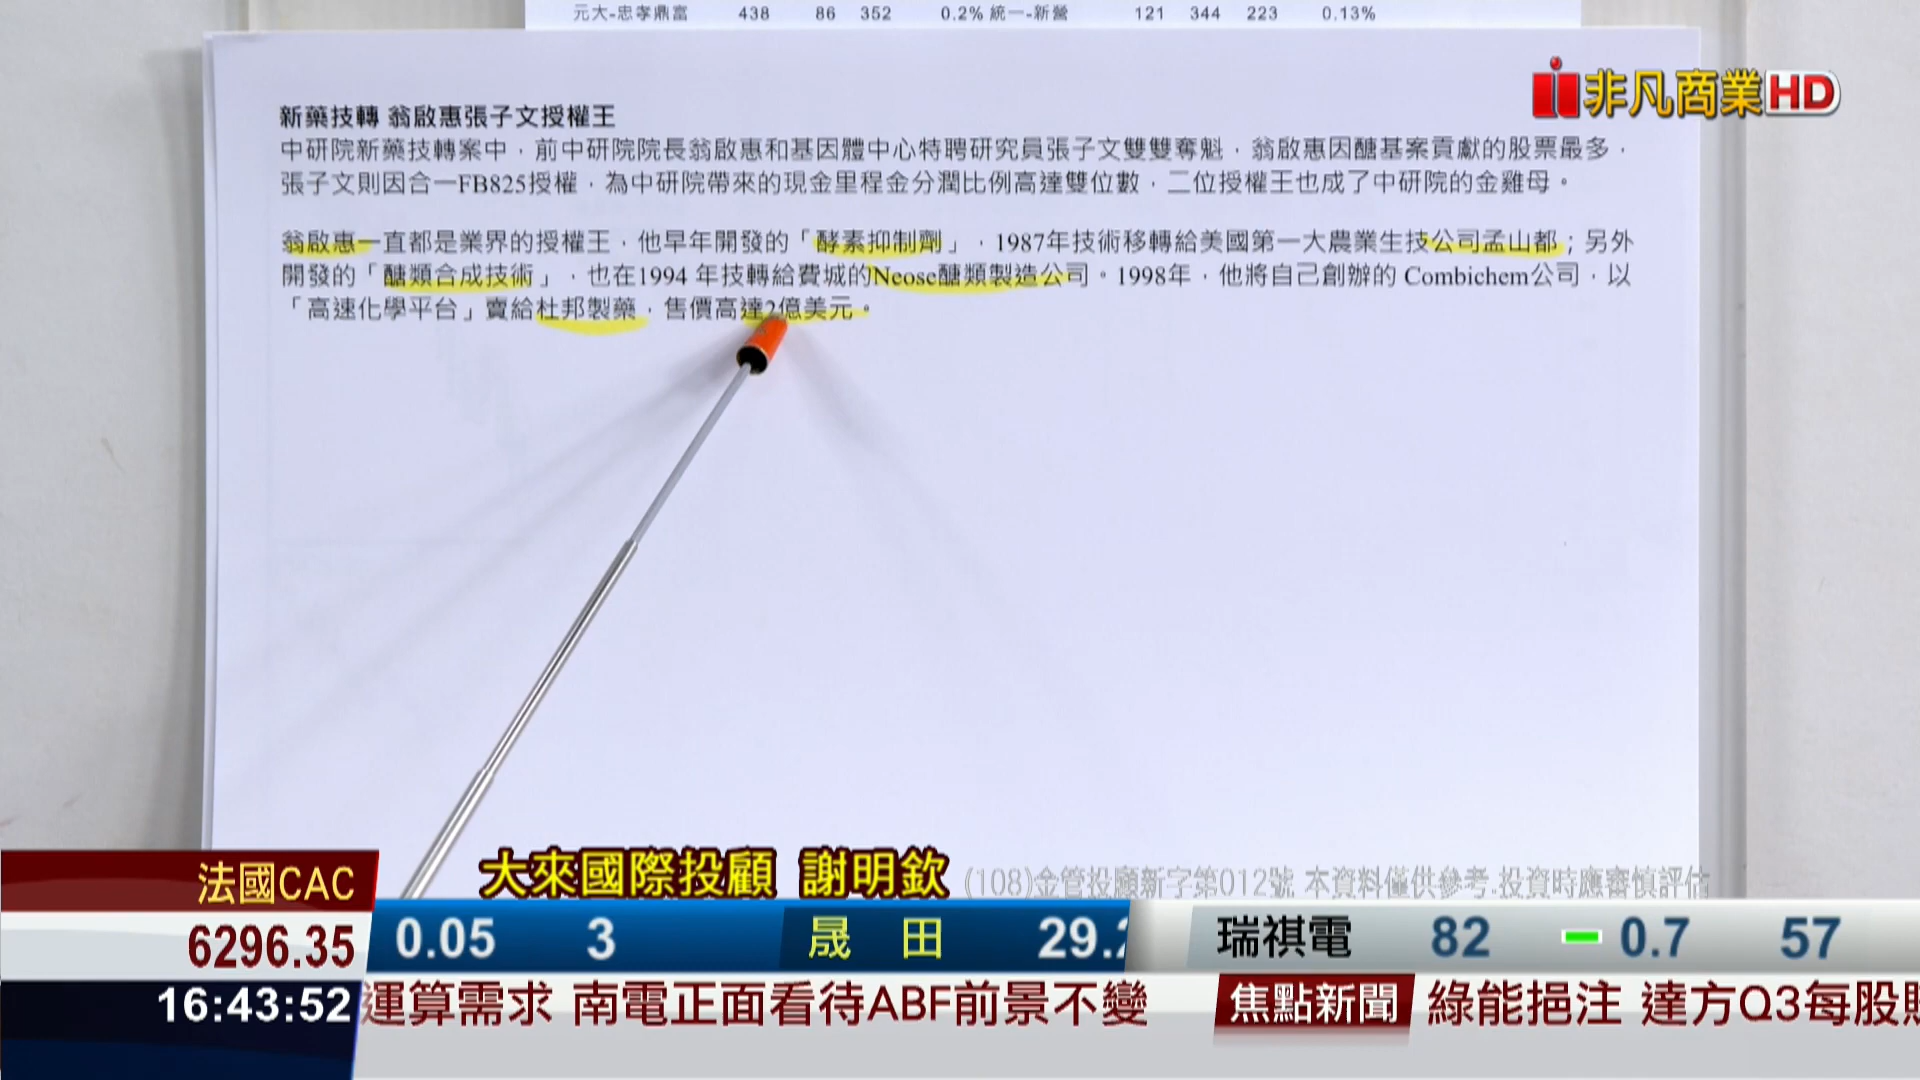 元大-忠孝鼎富 438 86 352 0.2% 統一-新營 121 344 223 0.13%
非凡商業HD
新藥技轉 翁啟惠張子文授權王
中研院新藥技轉案中，前中研院院長翁啟惠和基因體中心特聘研究員張子文雙雙奪魁，翁啟惠因醣基案貢獻的股票最多，
張子文則因合一FB825授權，為中研院帶來的現金里程金分潤比例高達雙位數，二位授權王也成了中研院的金雞母。
翁啟惠一直都是業界的授權王，他早年開發的「酵素抑制劑」，1987年技術移轉給美國第一大農業生技公司孟山都；另外
開發的「醣類合成技術」，也在1994 年技轉給費城的Neose醣類製造公司。1998年，他將自己創辦的 Combichem公司，以
「高速化學平台」賣給杜邦製藥，售價高達2億美元。
大來國際投顧 謝明欽 (108)金管投顧新字第012號 本資料僅供參考.投資時應審慎評估
法國CAC
6296.35
0.05 3 晟田 29.2 瑞祺電 82 0.7 57
16:43:52
運算需求 南電正面看待ABF前景不變 焦點新聞 綠能挹注 達方Q3每股